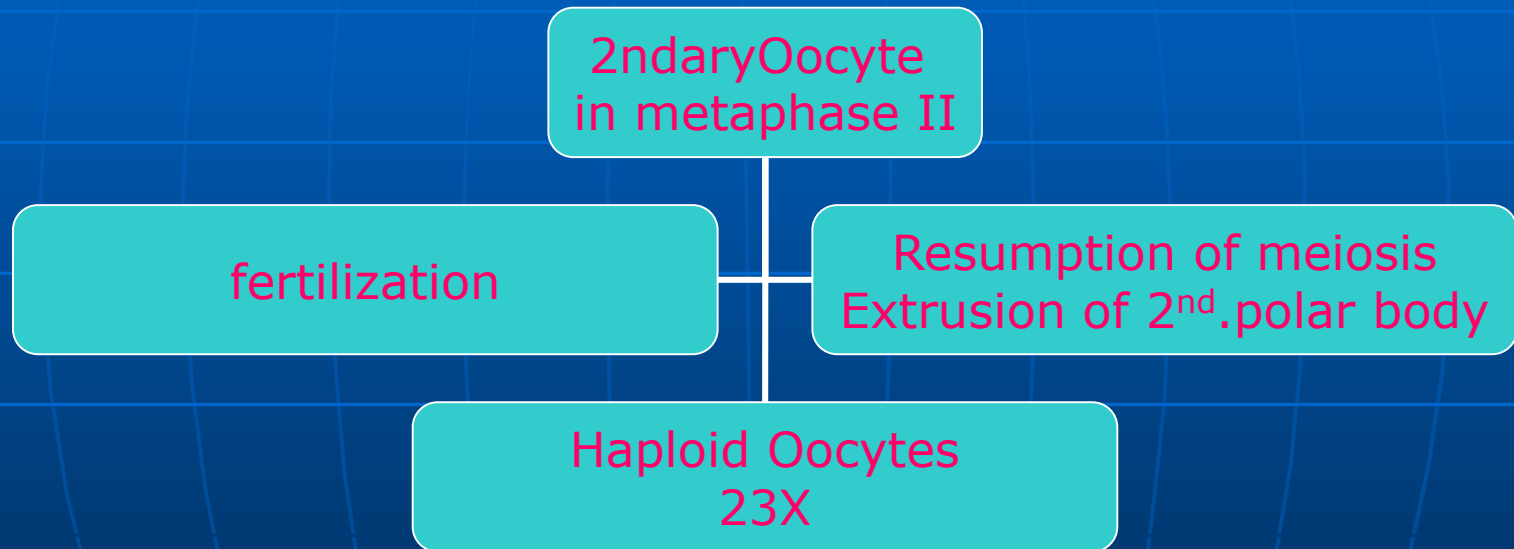 2ndaryOocyte
in metaphase II
fertilization
Resumption of meiosis
Extrusion of 2nd.polar body
Haploid Oocytes
23X